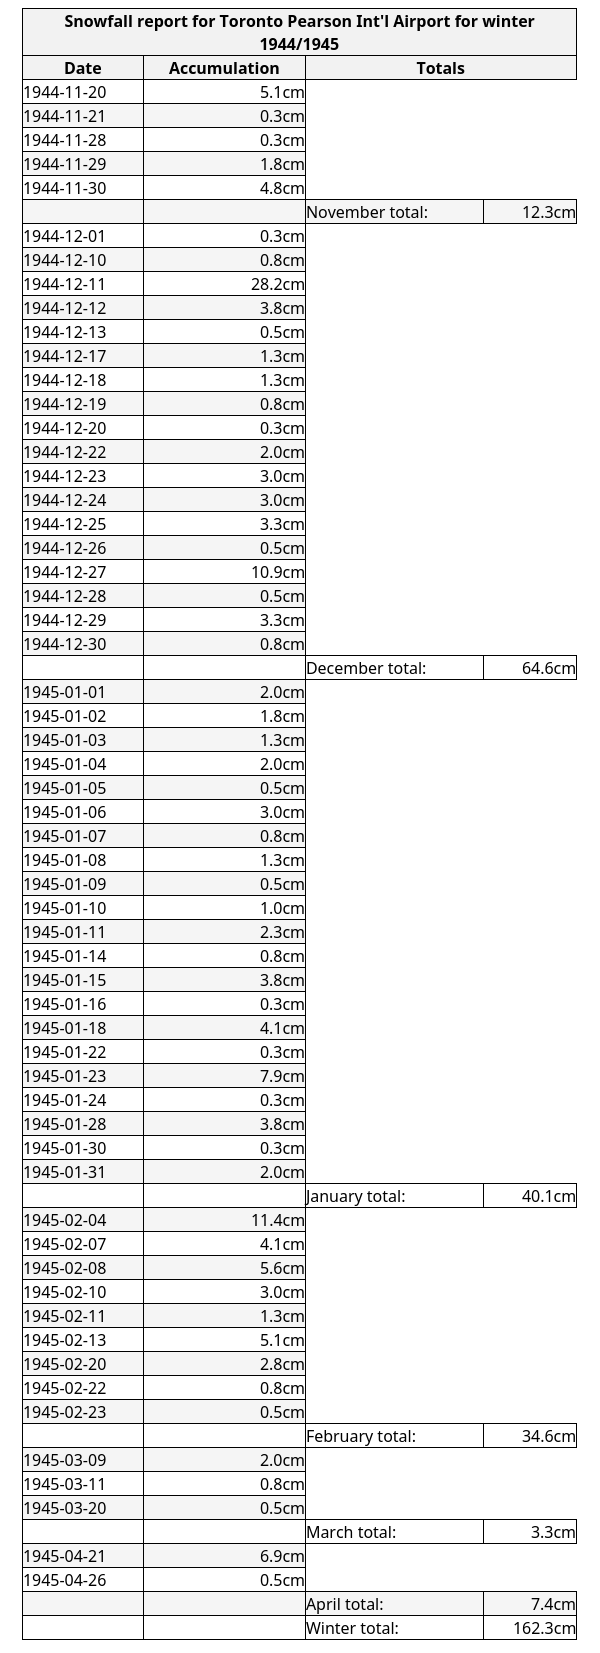 Snowfall report for Toronto Pearson Int'l Airport for winter
1944/1945
Date Accumulation Totals
1944-11-20 5.1cm
1944-11-21 0.3cm
1944-11-28 0.3cm
1944-11-29 1.8cm
1944-11-30 4.8cm
November total: 12.3cm
1944-12-01 0.3cm
1944-12-10 0.8cm
1944-12-11 28.2cm
1944-12-12 3.8cm
1944-12-13 0.5cm
1944-12-17 1.3cm
1944-12-18 1.3cm
1944-12-19 0.8cm
1944-12-20 0.3cm
1944-12-22 2.0cm
1944-12-23 3.0cm
1944-12-24 3.0cm
1944-12-25 3.3cm
1944-12-26 0.5cm
1944-12-27 10.9cm
1944-12-28 0.5cm
1944-12-29 3.3cm
1944-12-30 0.8cm
December total: 64.6cm
1945-01-01 2.0cm
1945-01-02 1.8cm
1945-01-03 1.3cm
1945-01-04 2.0cm
1945-01-05 0.5cm
1945-01-06 3.0cm
1945-01-07 0.8cm
1945-01-08 1.3cm
1945-01-09 0.5cm
1945-01-10 1.0cm
1945-01-11 2.3cm
1945-01-14 0.8cm
1945-01-15 3.8cm
1945-01-16 0.3cm
1945-01-18 4.1cm
1945-01-22 0.3cm
1945-01-23 7.9cm
1945-01-24 0.3cm
1945-01-28 3.8cm
1945-01-30 0.3cm
1945-01-31 2.0cm
January total: 40.1cm
1945-02-04 11.4cm
1945-02-07 4.1cm
1945-02-08 5.6cm
1945-02-10 3.0cm
1945-02-11 1.3cm
1945-02-13 5.1cm
1945-02-20 2.8cm
1945-02-22 0.8cm
1945-02-23 0.5cm
February total: 34.6cm
1945-03-09 2.0cm
1945-03-11 0.8cm
1945-03-20 0.5cm
March total: 3.3cm
1945-04-21 6.9cm
1945-04-26 0.5cm
April total: 7.4cm
Winter total: 162.3cm